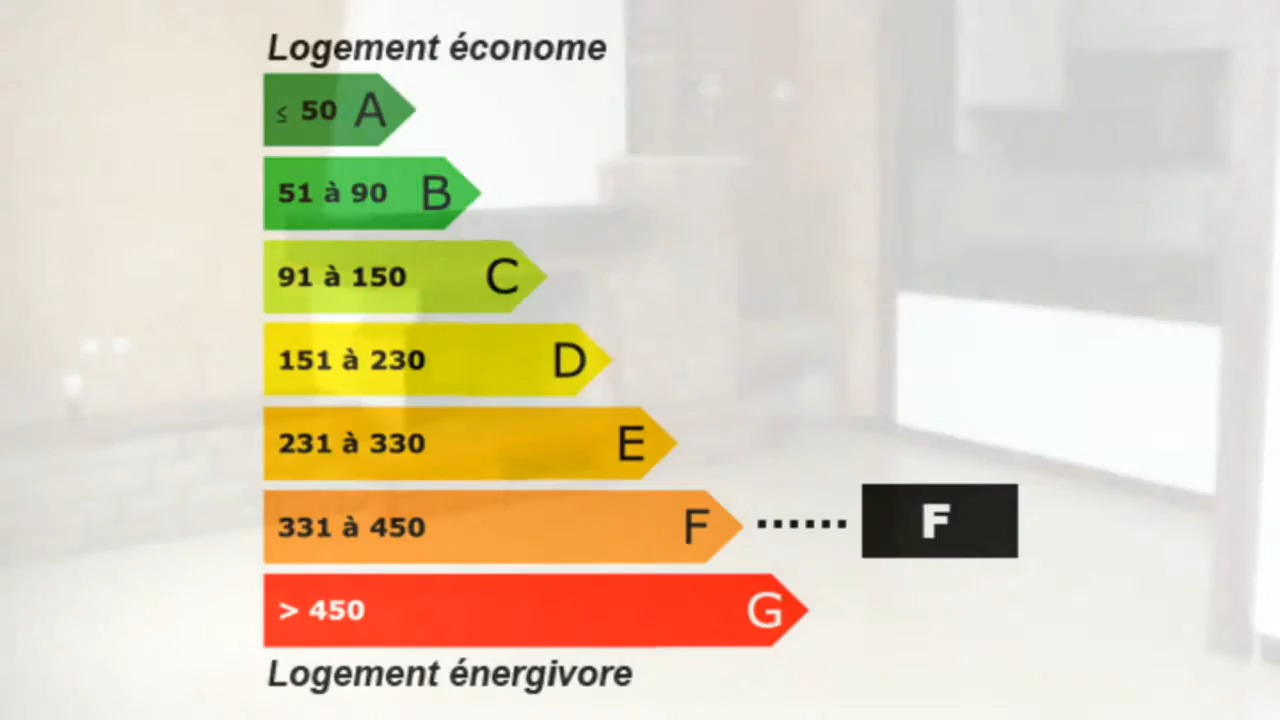 Logement économe
≤ 50 A
51 à 90 B
91 à 150 C
151 à 230 D
231 à 330 E
331 à 450 F ...... F
> 450 G
Logement énergivore